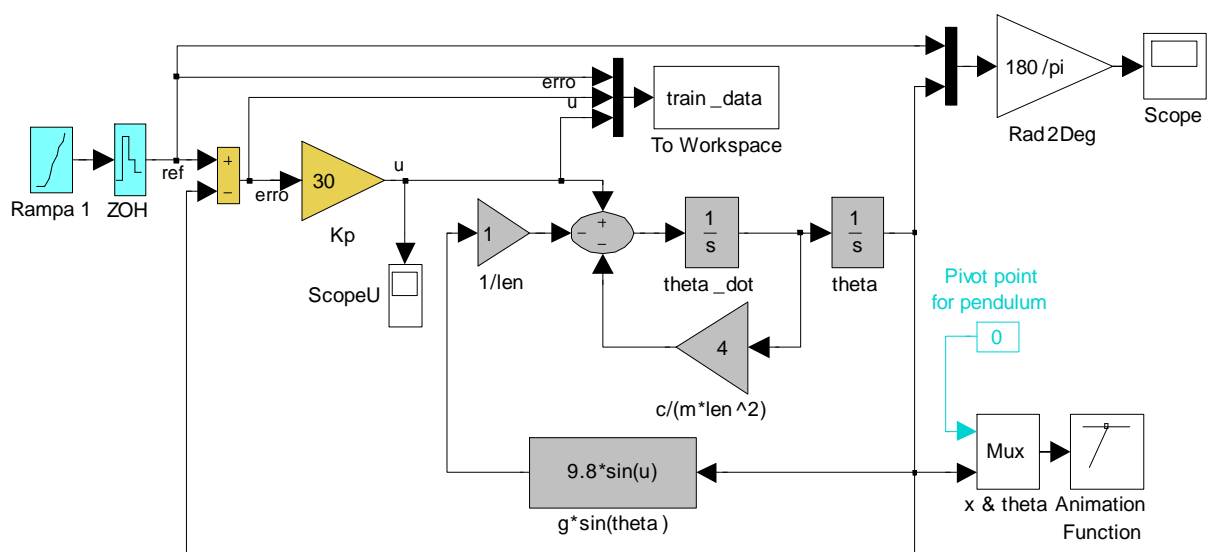 180 /pi
Rad 2Deg
Scope
erro
u
train _data
To Workspace
Rampa 1
ZOH
ref
+
−
erro
30
Kp
u
ScopeU
1
1/len
+
−
−
1
s
theta _dot
1
s
theta
4
c/(m*len ^2)
9.8*sin(u)
g*sin(theta )
Pivot point
for pendulum
0
Mux
x & theta
Animation
Function